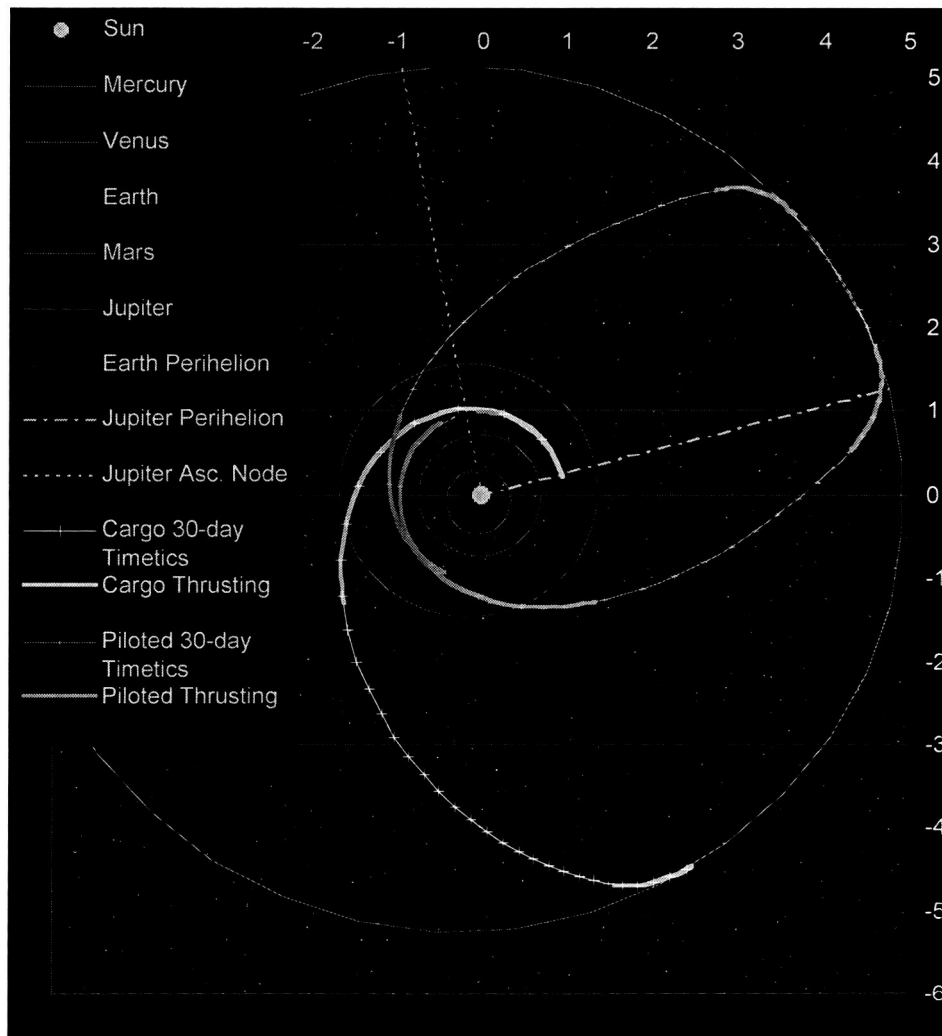 Sun
Mercury
Venus
Earth
Mars
Jupiter
Earth Perihelion
Jupiter Perihelion
Jupiter Asc. Node
Cargo 30-day
Timetics
Cargo Thrusting
Piloted 30-day
Timetics
Piloted Thrusting
-2 -1 0 1 2 3 4 5
5
4
3
2
1
0
-1
-2
-3
-4
-5
-6